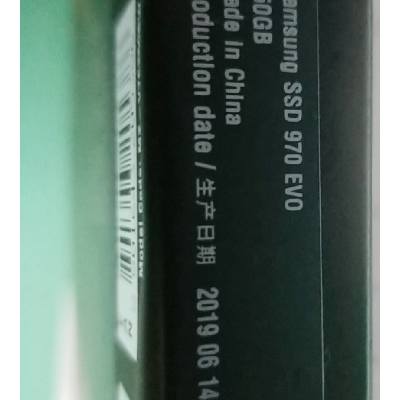 amsung SSD 970 EVO
50GB
ade in China
oduction date / 生产日期 2019 06 14